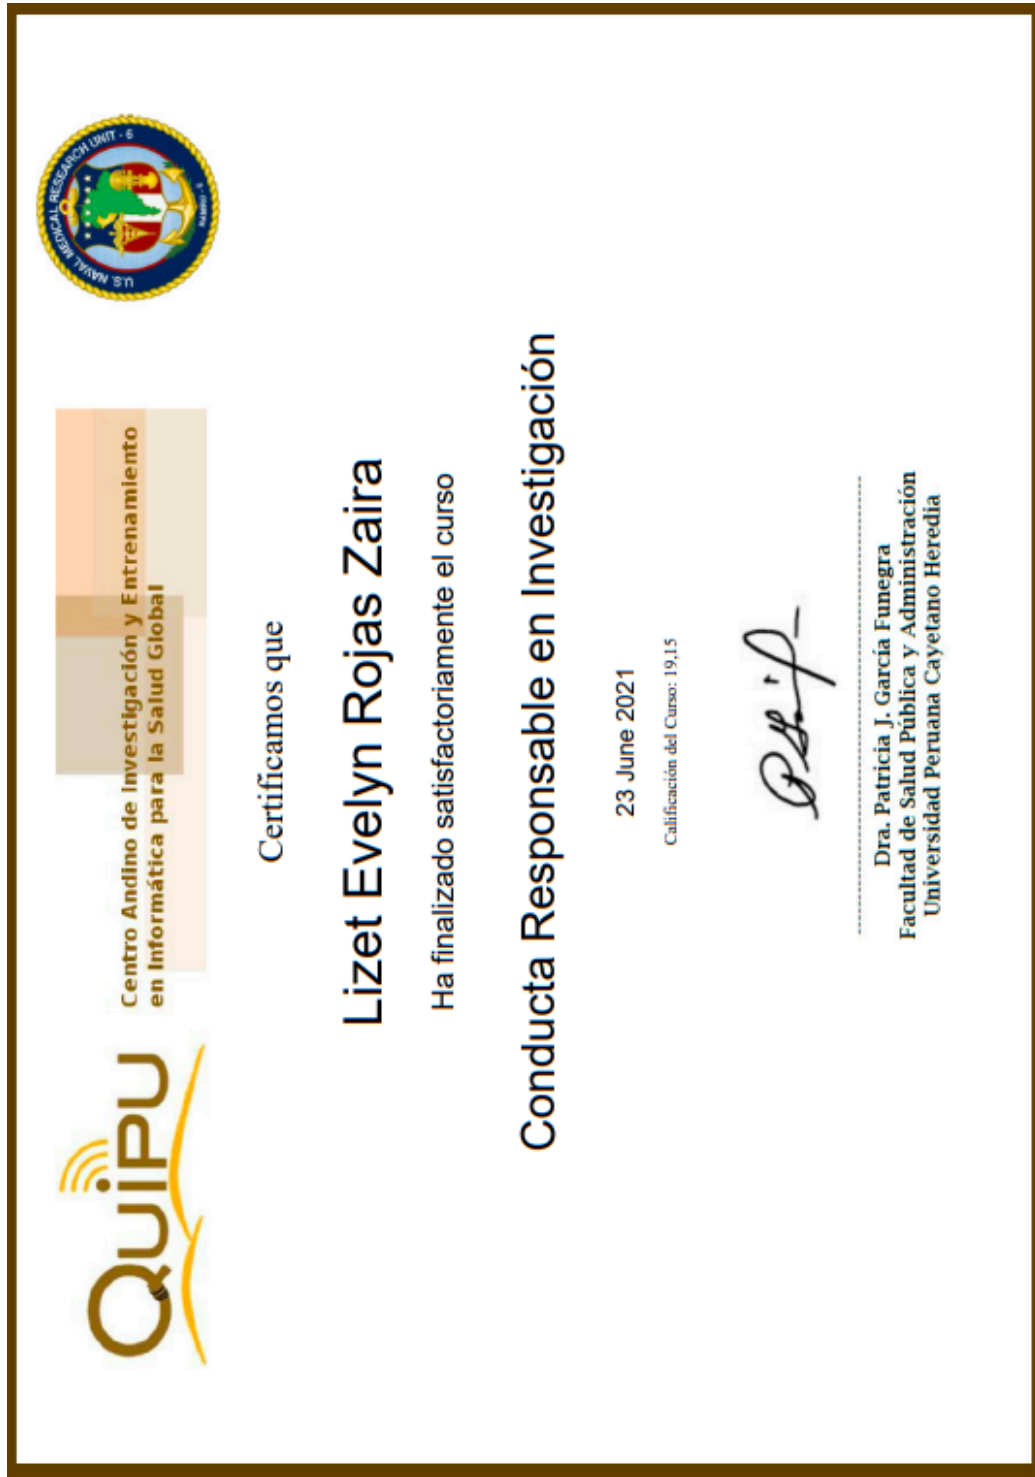 QUiPU
Centro Andino de Investigación y Entrenamiento
en Informática para la Salud Global
U.S. NAVAL MEDICAL RESEARCH UNIT - 6
NAMRU - 6
Certificamos que
Lizet Evelyn Rojas Zaira
Ha finalizado satisfactoriamente el curso
Conducta Responsable en Investigación
23 June 2021
Calificación del Curso: 19,15
Dra. Patricia J. García Funegra
Facultad de Salud Pública y Administración
Universidad Peruana Cayetano Heredia